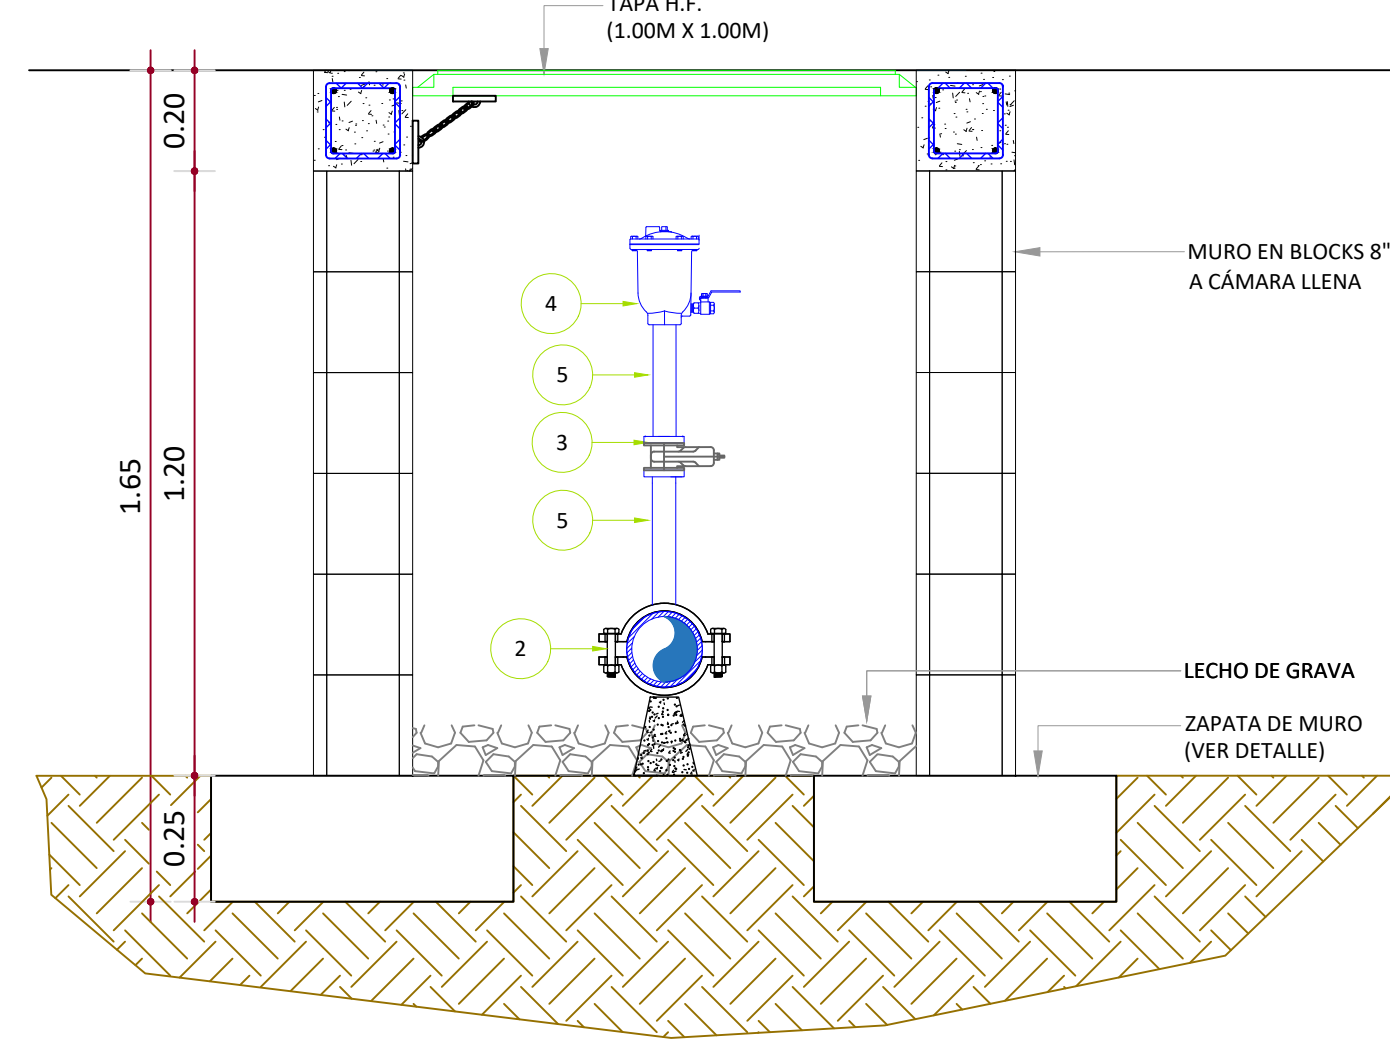 TAPA H.F.
(1.00M X 1.00M)
0.20
MURO EN BLOCKS 8"
A CÁMARA LLENA
4
5
3
1.20
1.65
5
2
LECHO DE GRAVA
ZAPATA DE MURO
(VER DETALLE)
0.25